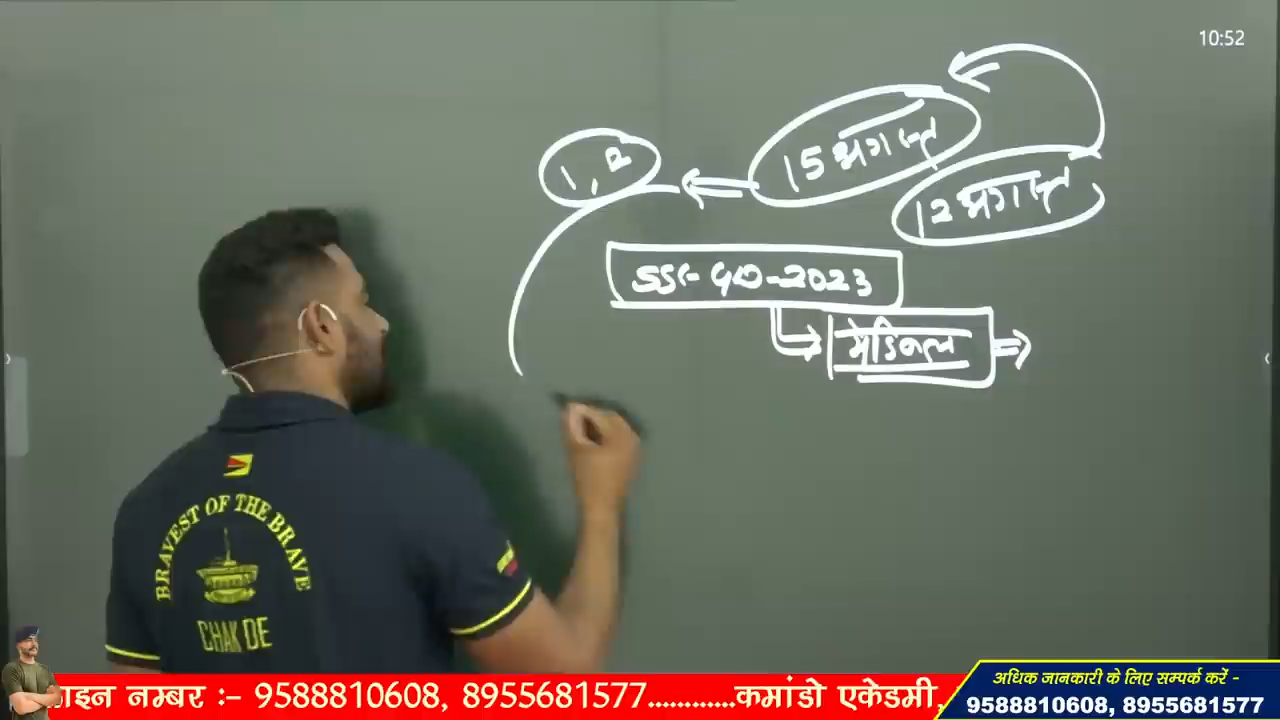 10:52
15 अगस्त
1, 2
12 अगस्त
SSC-GD-2023
मेडिकल
BRAVEST OF THE BRAVE
CHAK DE
ाइन नम्बर :- 9588810608, 8955681577............कमांडो एकेडमी,
अधिक जानकारी के लिए सम्पर्क करें -
9588810608, 8955681577